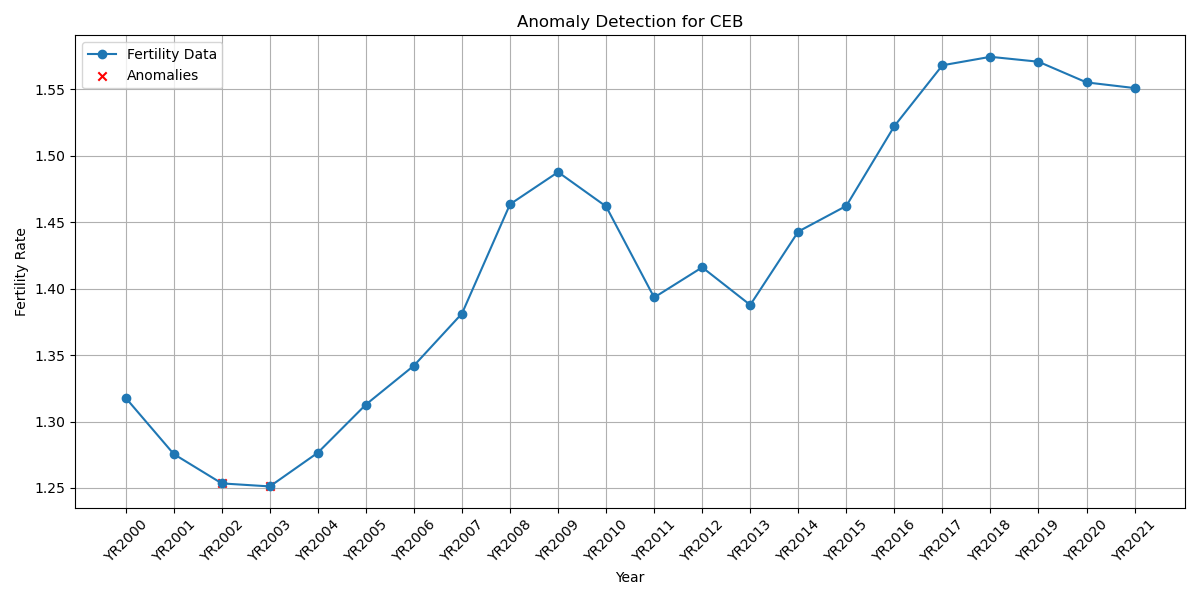 Anomaly Detection for CEB
Fertility Data
Anomalies
Fertility Rate
1.55
1.50
1.45
1.40
1.35
1.30
1.25
YR2000 YR2001 YR2002 YR2003 YR2004 YR2005 YR2006 YR2007 YR2008 YR2009 YR2010 YR2011 YR2012 YR2013 YR2014 YR2015 YR2016 YR2017 YR2018 YR2019 YR2020 YR2021
Year